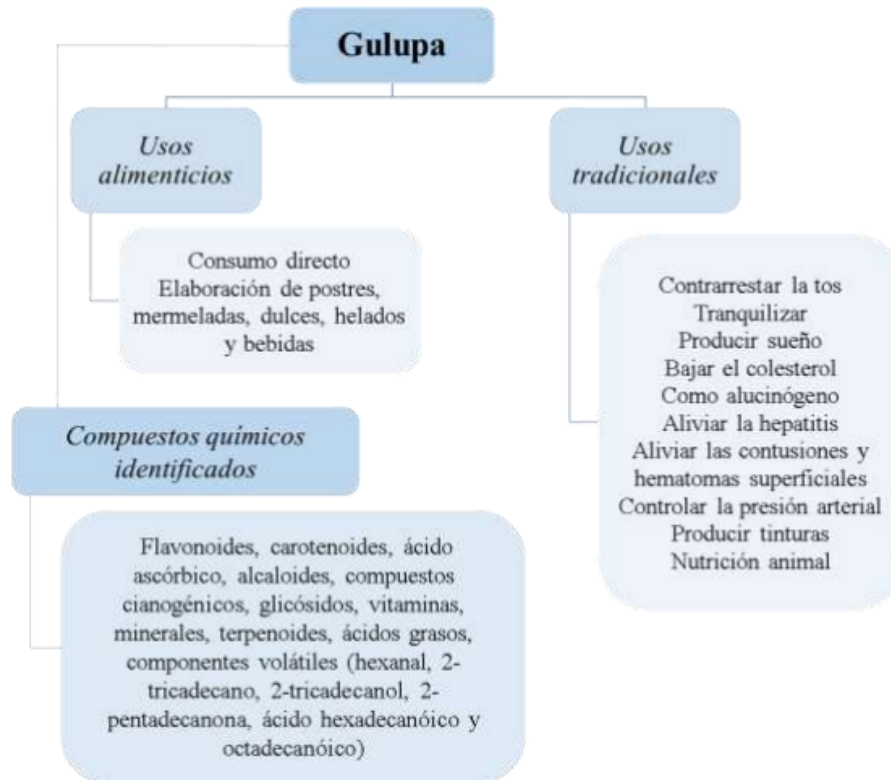 Gulupa
Usos
alimenticios
Consumo directo
Elaboración de postres,
mermeladas, dulces, helados
y bebidas
Usos
tradicionales
Contrarrestar la tos
Tranquilizar
Producir sueño
Bajar el colesterol
Como alucinógeno
Aliviar la hepatitis
Aliviar las contusiones y
hematomas superficiales
Controlar la presión arterial
Producir tinturas
Nutrición animal
Compuestos químicos
identificados
Flavonoides, carotenoides, ácido
ascórbico, alcaloides, compuestos
cianogénicos, glicósidos, vitaminas,
minerales, terpenoides, ácidos grasos,
componentes volátiles (hexanal, 2-
tricadecano, 2-tricadecanol, 2-
pentadecanona, ácido hexadecanóico y
octadecanóico)